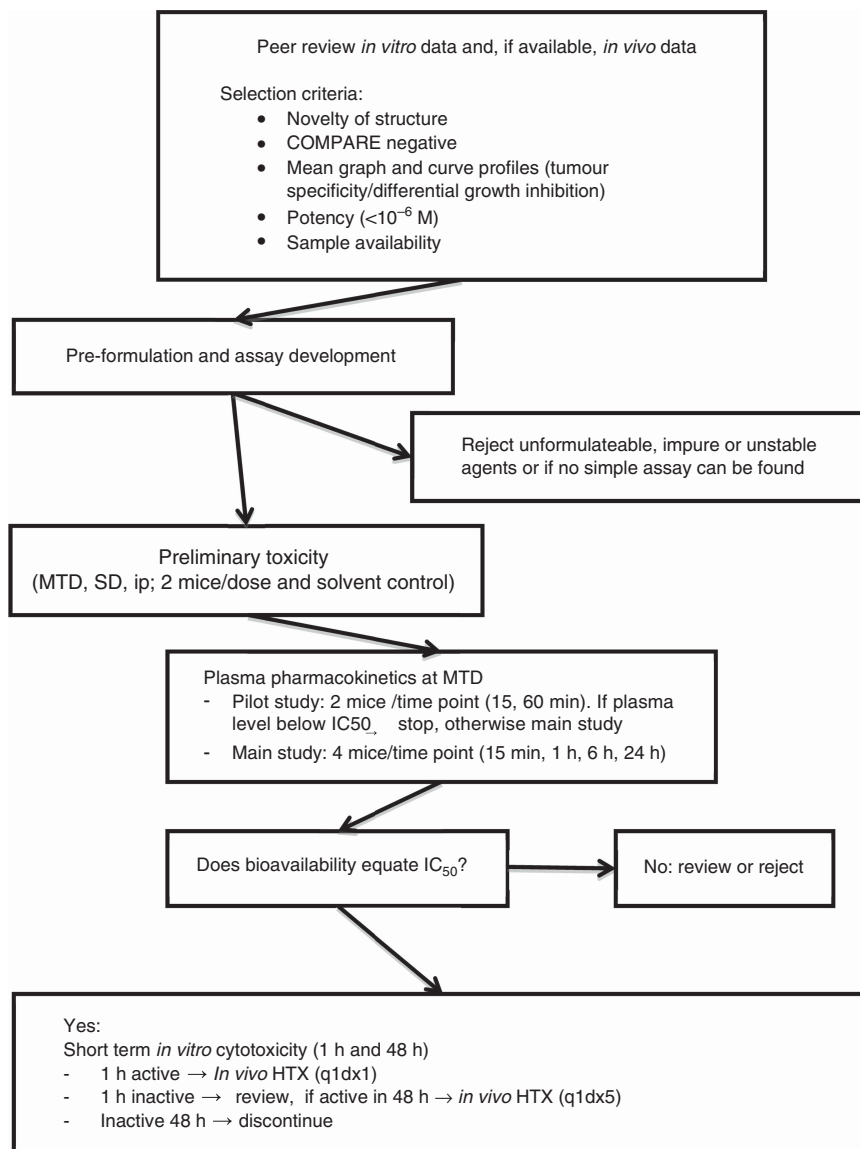 Peer review in vitro data and, if available, in vivo data
Selection criteria:
• Novelty of structure
• COMPARE negative
• Mean graph and curve profiles (tumour
specificity/differential growth inhibition)
• Potency (<10⁻⁶ M)
• Sample availability
Pre-formulation and assay development
Reject unformulateable, impure or unstable
agents or if no simple assay can be found
Preliminary toxicity
(MTD, SD, ip; 2 mice/dose and solvent control)
Plasma pharmacokinetics at MTD
- Pilot study: 2 mice /time point (15, 60 min). If plasma
level below IC50→ stop, otherwise main study
- Main study: 4 mice/time point (15 min, 1 h, 6 h, 24 h)
Does bioavailability equate IC₅₀?
No: review or reject
Yes:
Short term in vitro cytotoxicity (1 h and 48 h)
- 1 h active → In vivo HTX (q1dx1)
- 1 h inactive → review, if active in 48 h → in vivo HTX (q1dx5)
- Inactive 48 h → discontinue